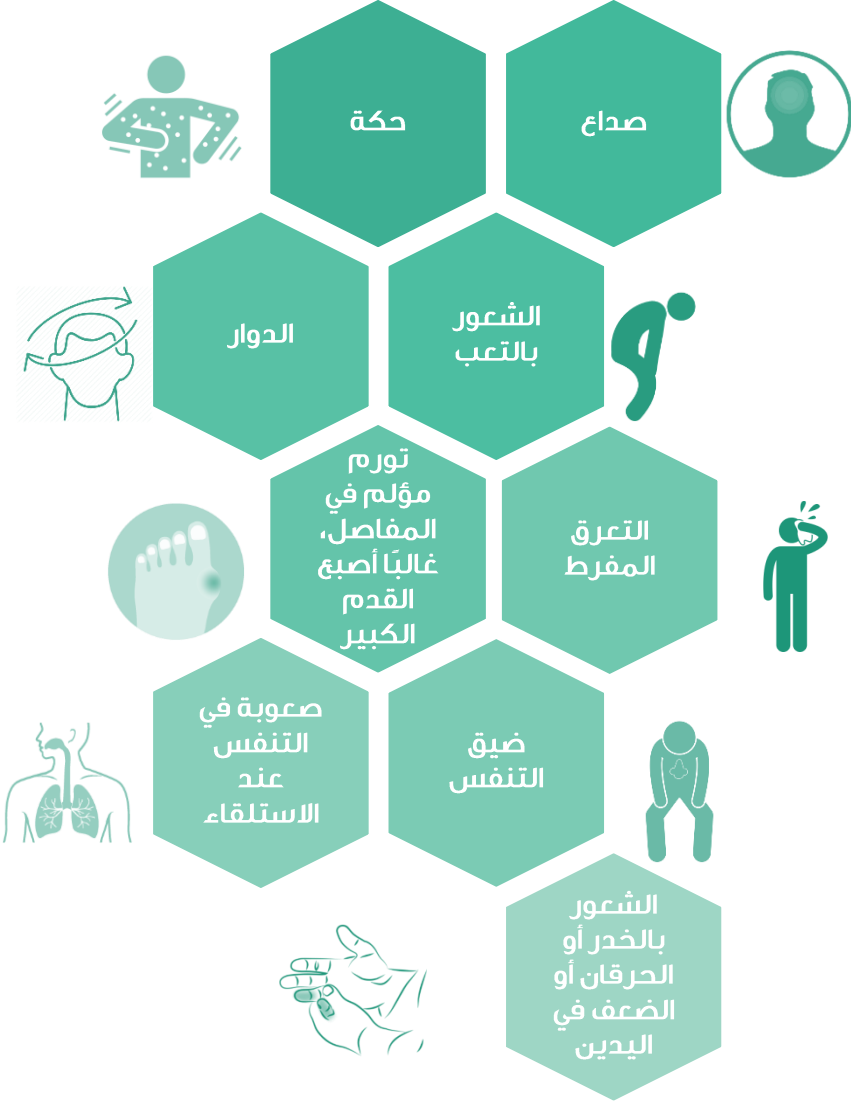 صداع
حكة
الشعور
بالتعب
الدوار
التعرق
المفرط
تورم
مؤلم في
المفاصل،
غالبًا أصبع
القدم
الكبير
ضيق
التنفس
صعوبة في
التنفس
عند
الاستلقاء
الشعور
بالخدر أو
الحرقان أو
الضعف في
اليدين